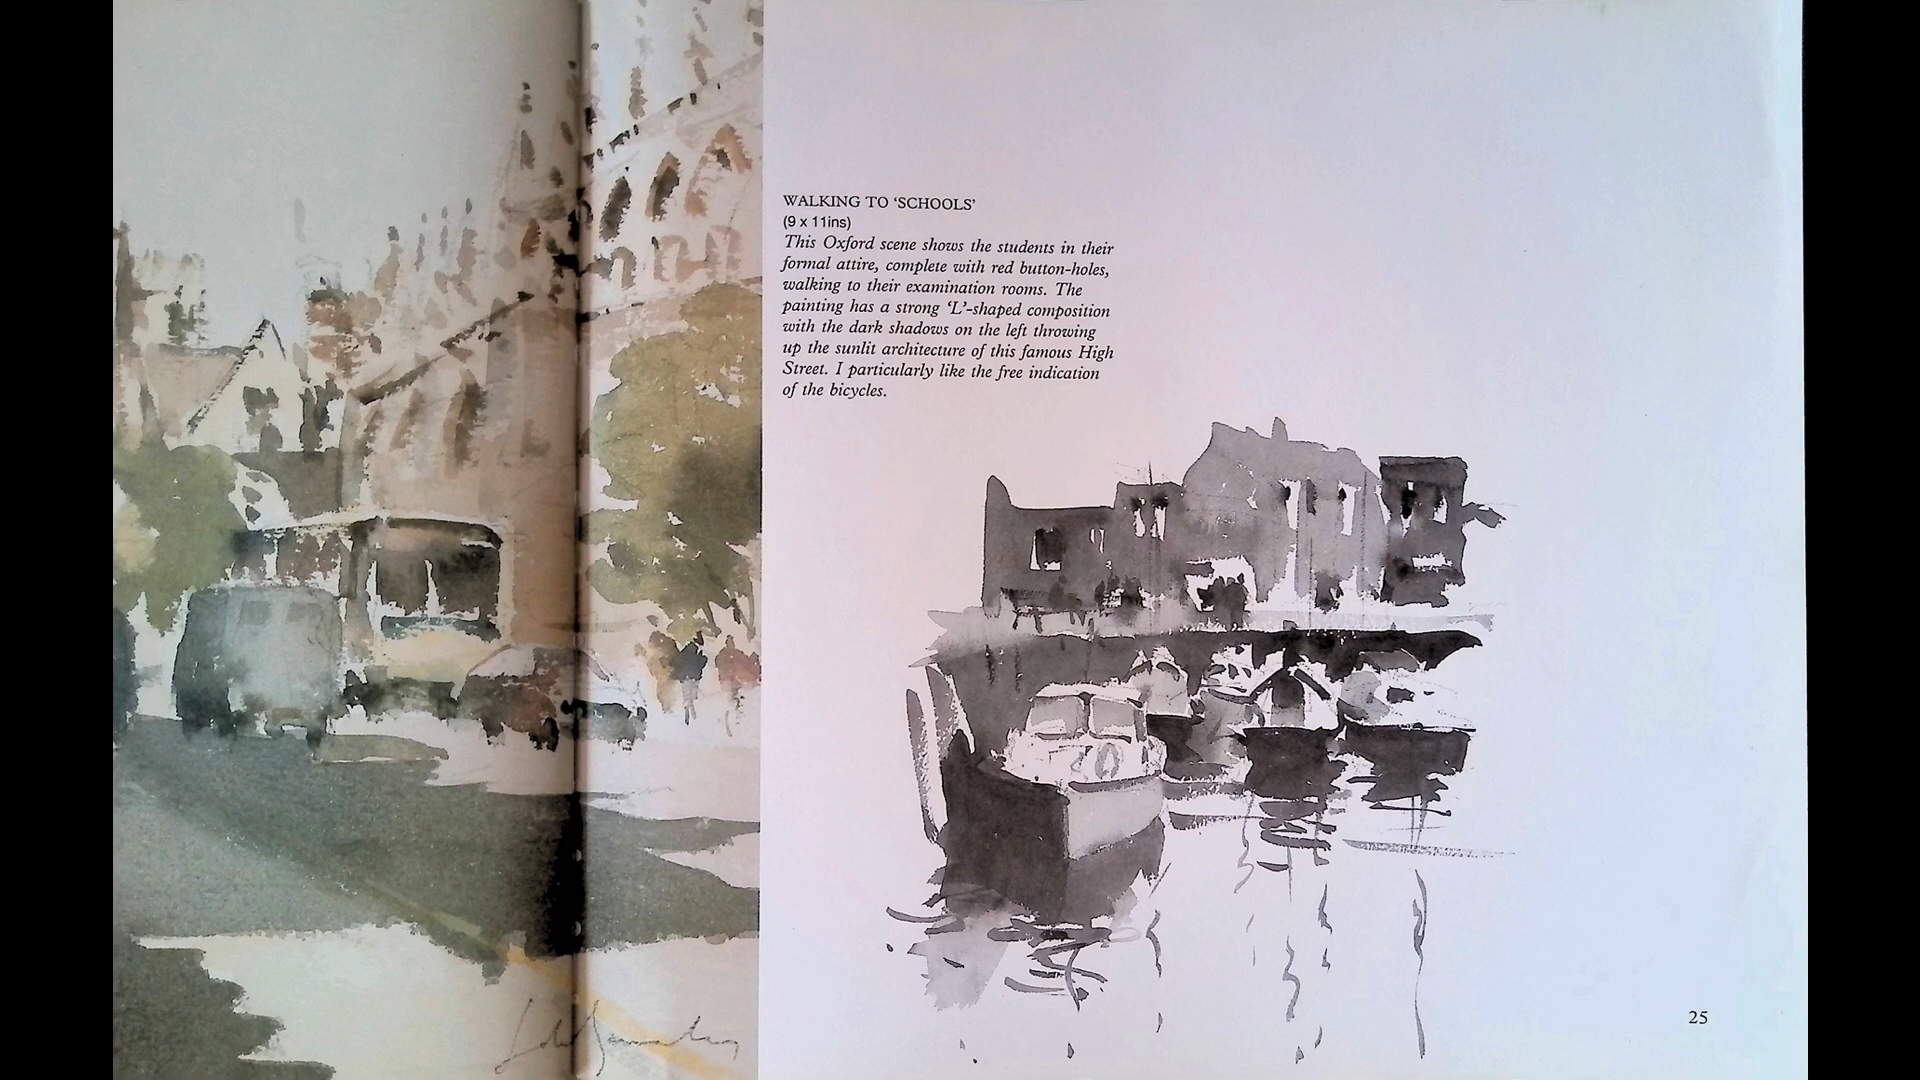 WALKING TO ‘SCHOOLS’
(9 x 11ins)
This Oxford scene shows the students in their
formal attire, complete with red button-holes,
walking to their examination rooms. The
painting has a strong ‘L’-shaped composition
with the dark shadows on the left throwing
up the sunlit architecture of this famous High
Street. I particularly like the free indication
of the bicycles.
25